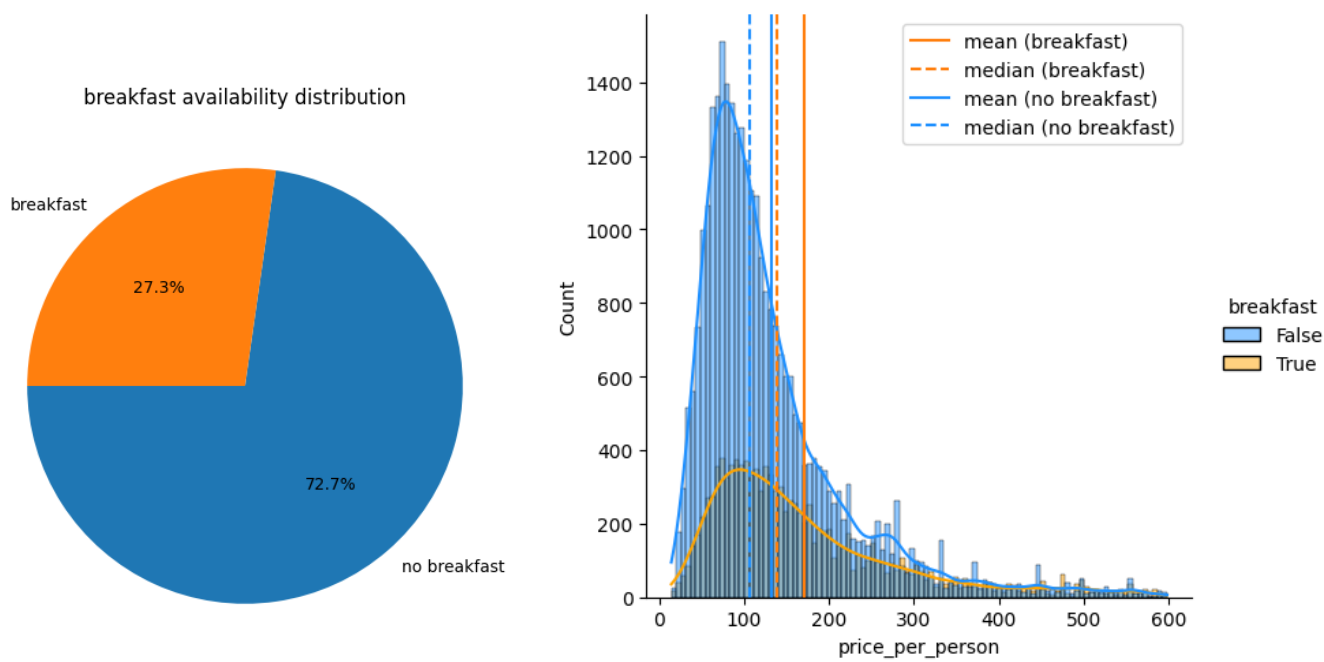 breakfast availability distribution
breakfast
27.3%
72.7%
no breakfast
Count
1400
1200
1000
800
600
400
200
0
0 100 200 300 400 500 600
price_per_person
mean (breakfast)
median (breakfast)
mean (no breakfast)
median (no breakfast)
breakfast
False
True